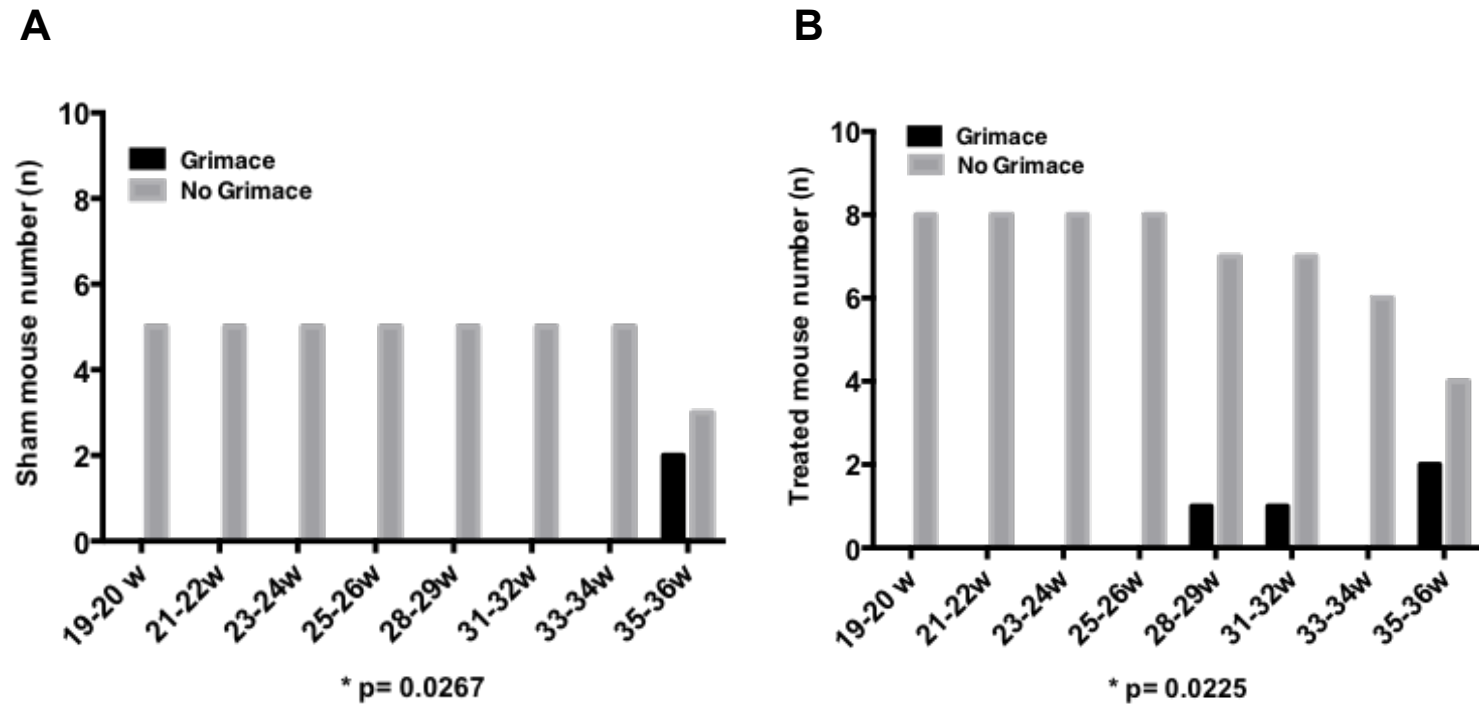 A
Sham mouse number (n)
10
8
6
4
2
0
Grimace
No Grimace
19-20 w
21-22w
23-24w
25-26w
28-29w
31-32w
33-34w
35-36w
* p= 0.0267
B
Treated mouse number (n)
10
8
6
4
2
0
Grimace
No Grimace
19-20w
21-22w
23-24w
25-26w
28-29w
31-32w
33-34w
35-36w
* p= 0.0225